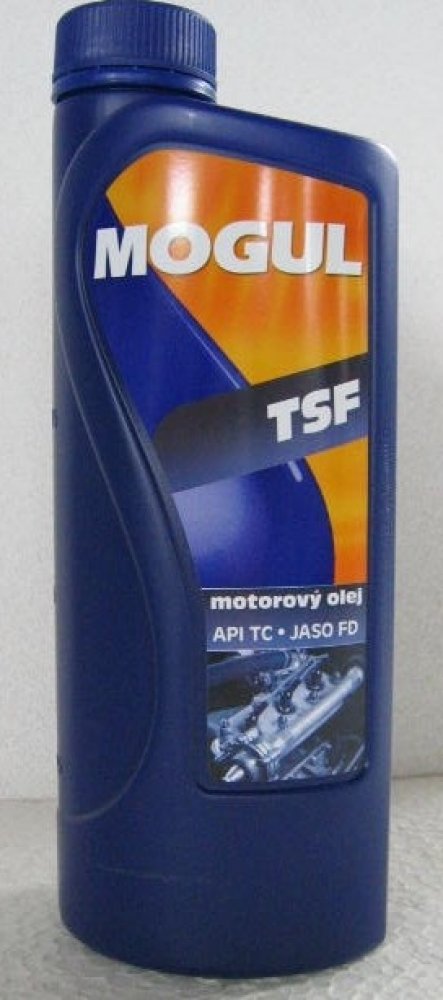 MOGUL
TSF
motorový olej
API TC • JASO FD